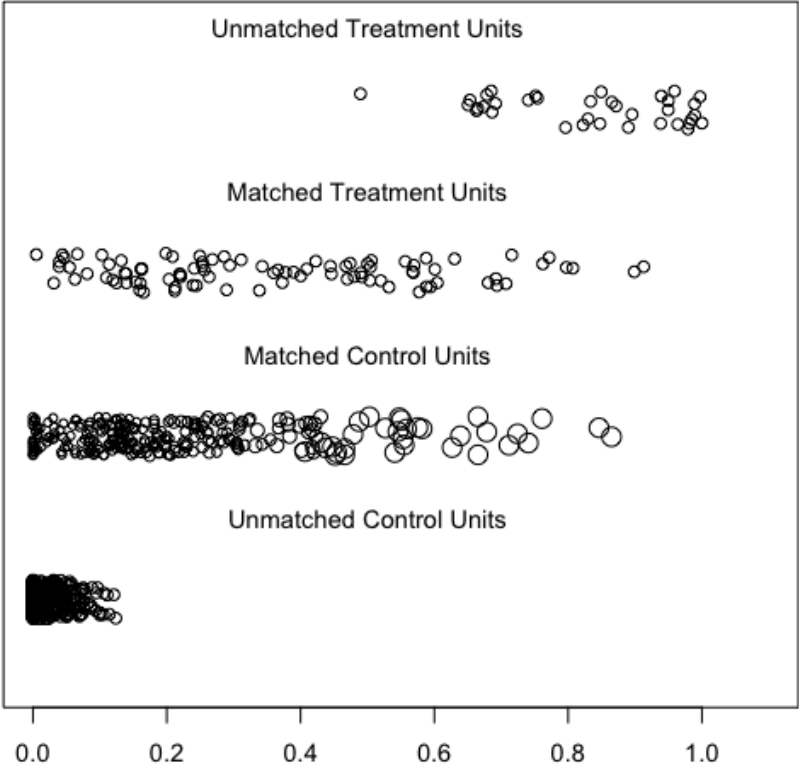 Unmatched Treatment Units
Matched Treatment Units
Matched Control Units
Unmatched Control Units
0.0 0.2 0.4 0.6 0.8 1.0